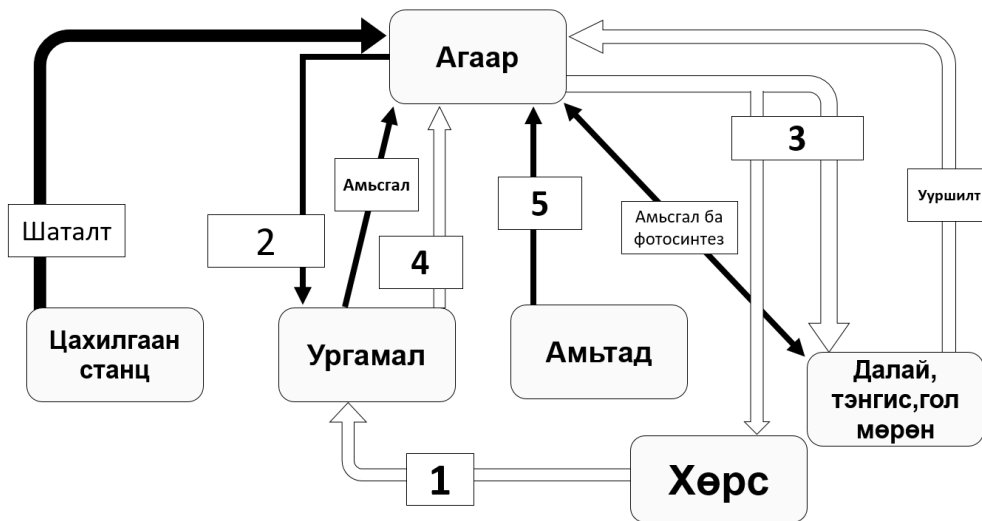 Агаар
3
Амьсгал
5
Ууршилт
Шаталт
2
4
Амьсгал ба
фотосинтез
Цахилгаан
станц
Ургамал
Амьтад
Далай,
тэнгис,гол
мөрөн
1
Хөрс